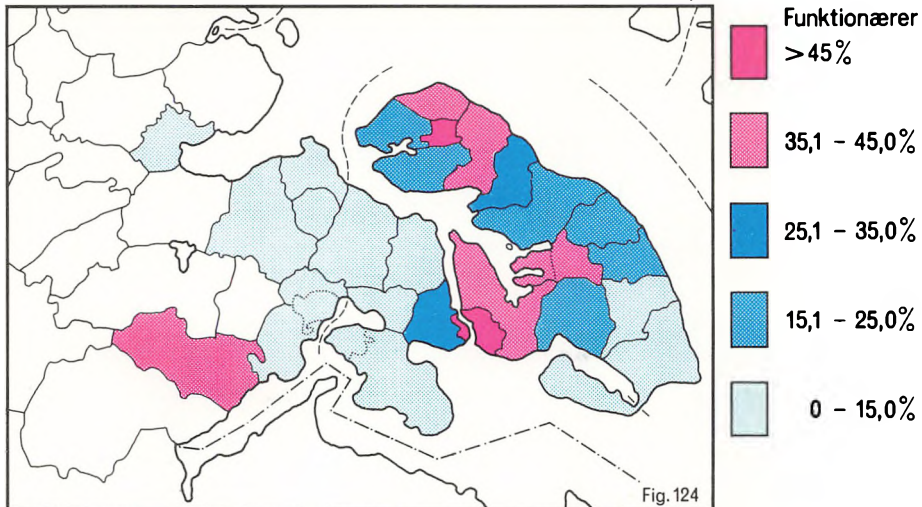 Funktionærer
>45%
35,1 – 45,0%
25,1 – 35,0%
15,1 – 25,0%
0 – 15,0%
Fig. 124